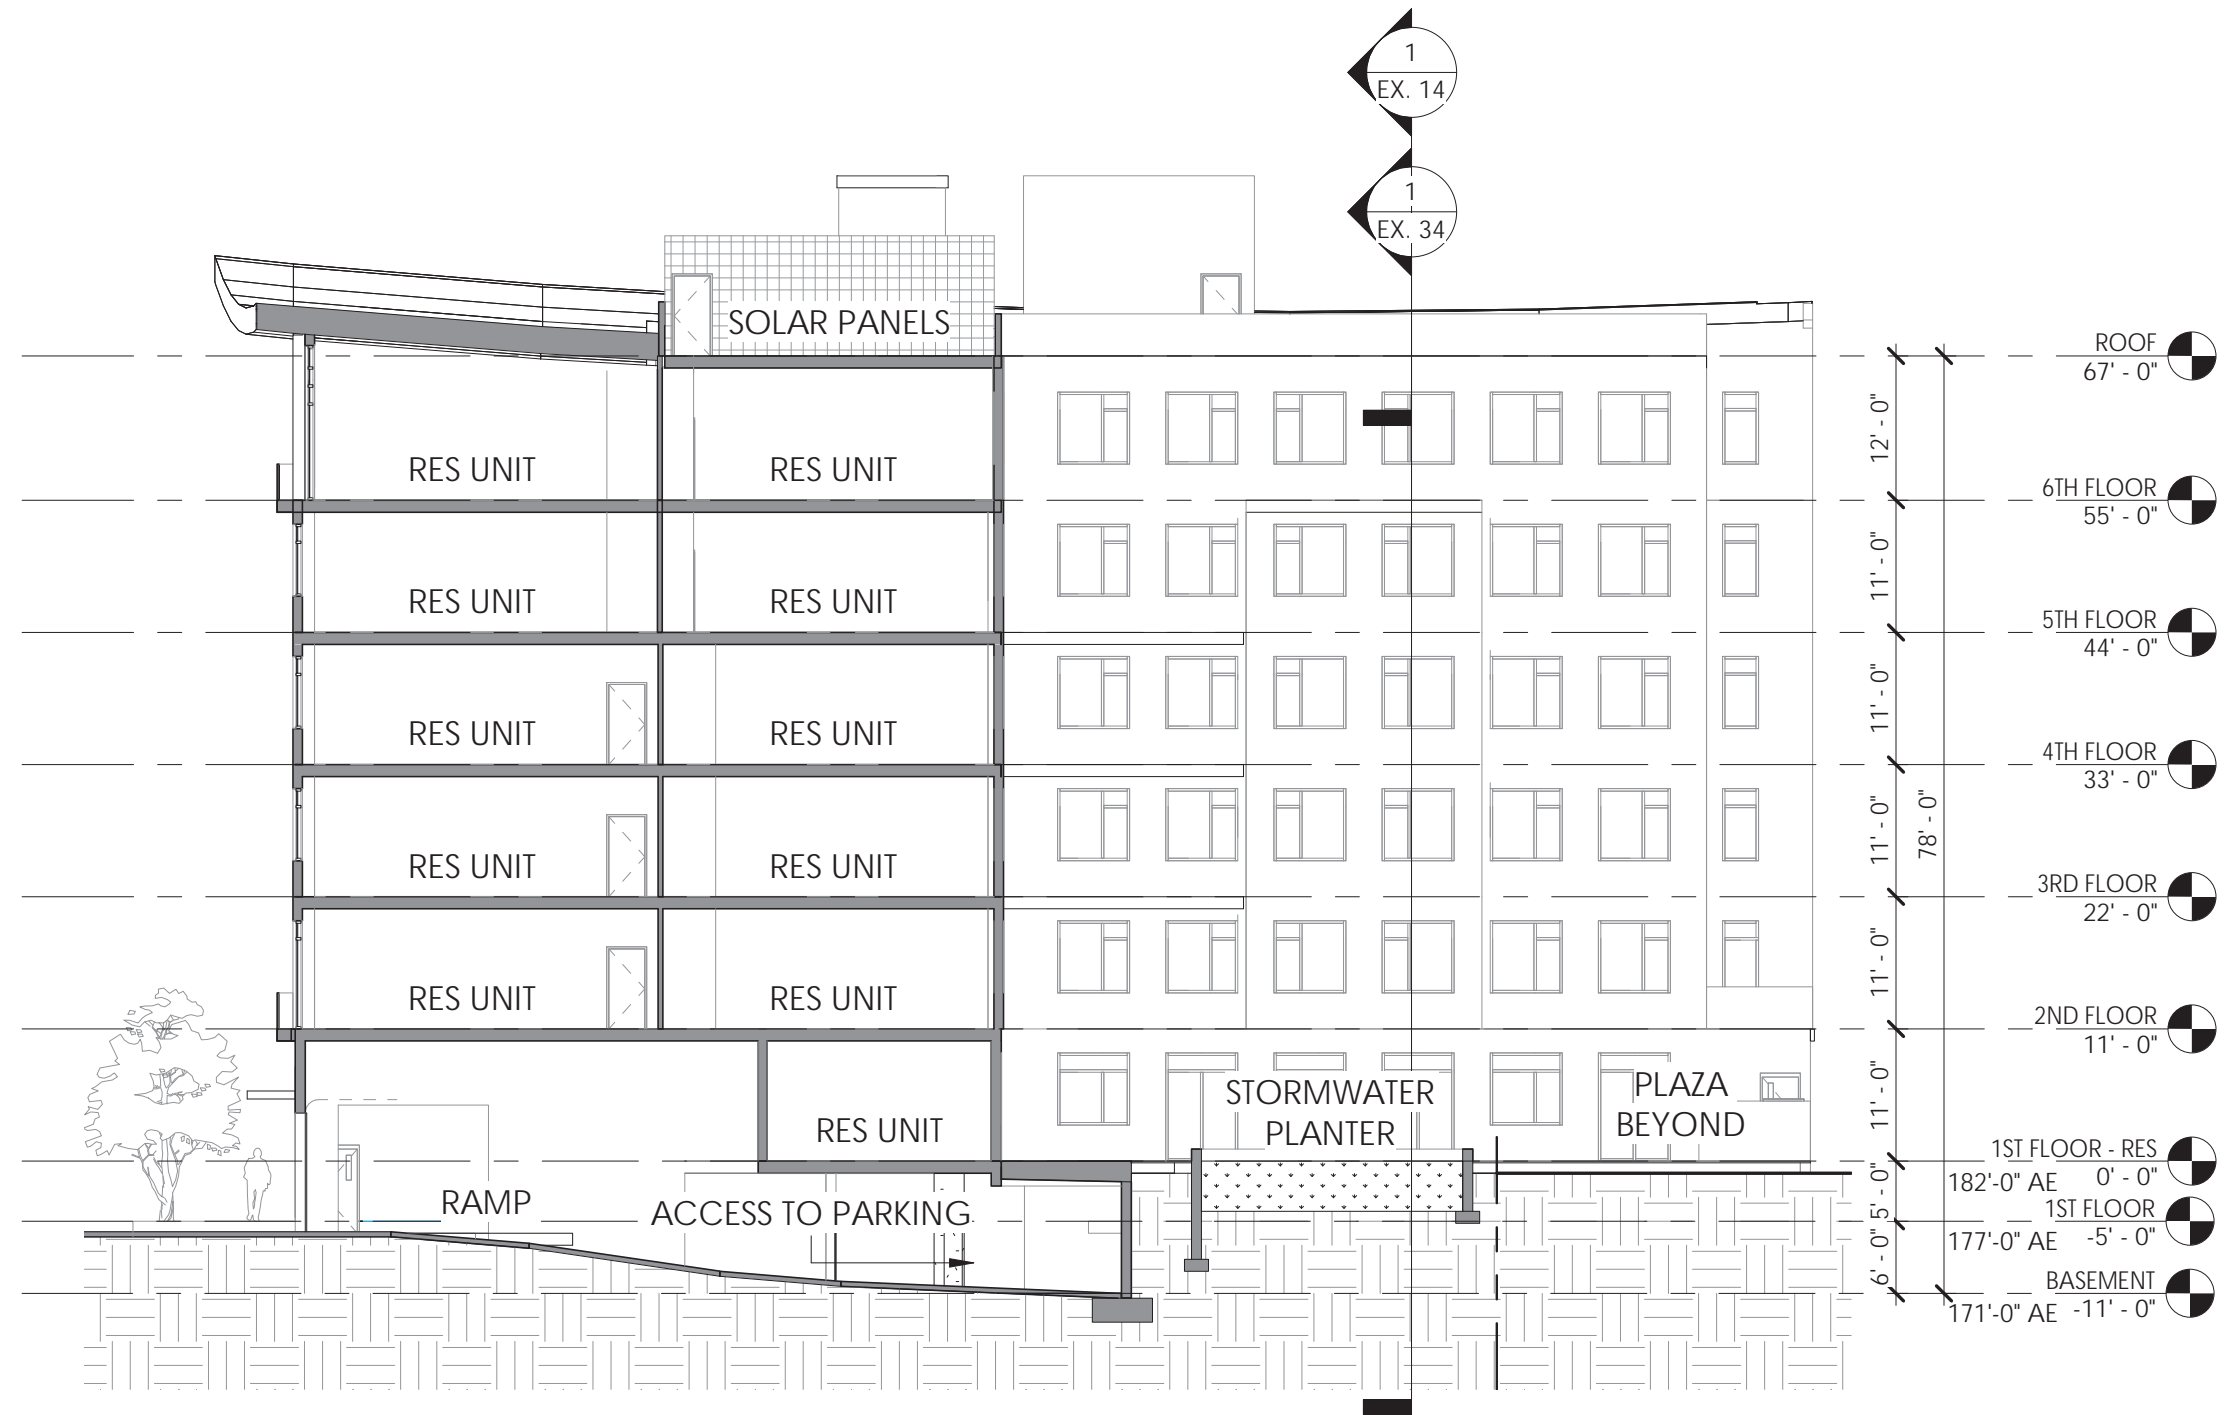 1
EX. 14
1
EX. 34
SOLAR PANELS
ROOF
67' - 0"
12' - 0"
RES UNIT
RES UNIT
6TH FLOOR
55' - 0"
11' - 0"
RES UNIT
RES UNIT
5TH FLOOR
44' - 0"
11' - 0"
RES UNIT
RES UNIT
4TH FLOOR
33' - 0"
11' - 0"
78' - 0"
RES UNIT
RES UNIT
3RD FLOOR
22' - 0"
11' - 0"
RES UNIT
RES UNIT
2ND FLOOR
11' - 0"
11' - 0"
RES UNIT
STORMWATER
PLANTER
PLAZA
BEYOND
1ST FLOOR - RES
182'-0" AE 0' - 0"
5' - 0"
RAMP
ACCESS TO PARKING
1ST FLOOR
177'-0" AE -5' - 0"
6' - 0"
BASEMENT
171'-0" AE -11' - 0"